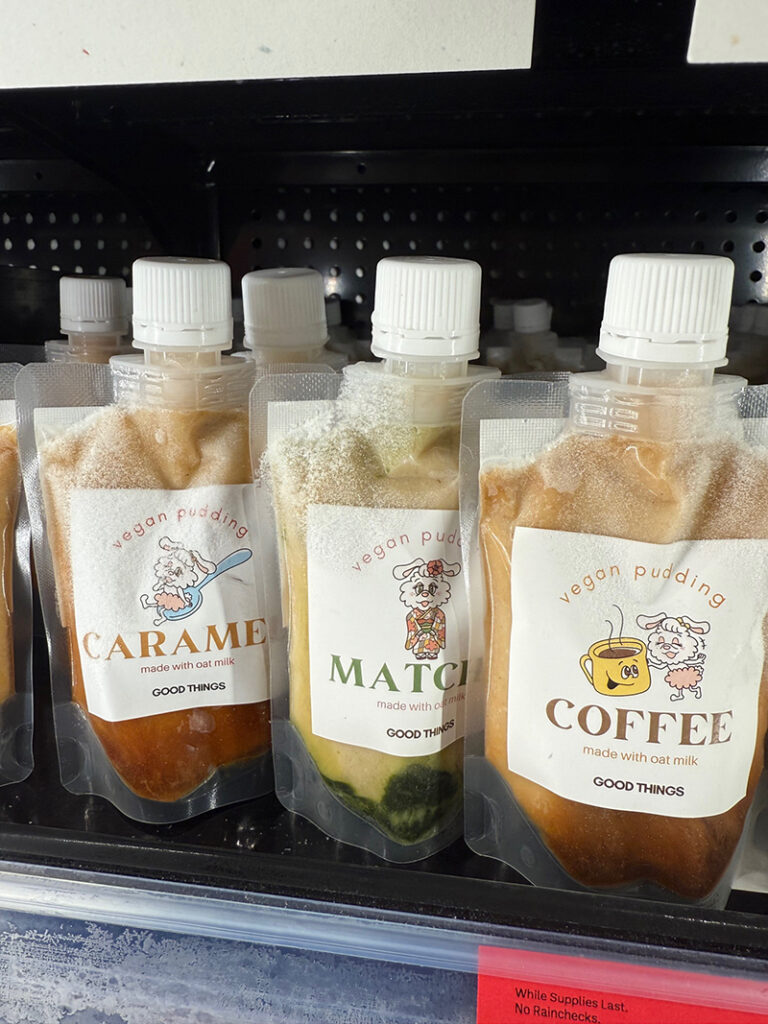 vegan pudding
CARAME
made with oat milk
GOOD THINGS
vegan pudd
MATC
made with oat milk
GOOD THINGS
vegan pudding
COFFEE
made with oat milk
GOOD THINGS
While Supplies Last.
No Rainchecks.